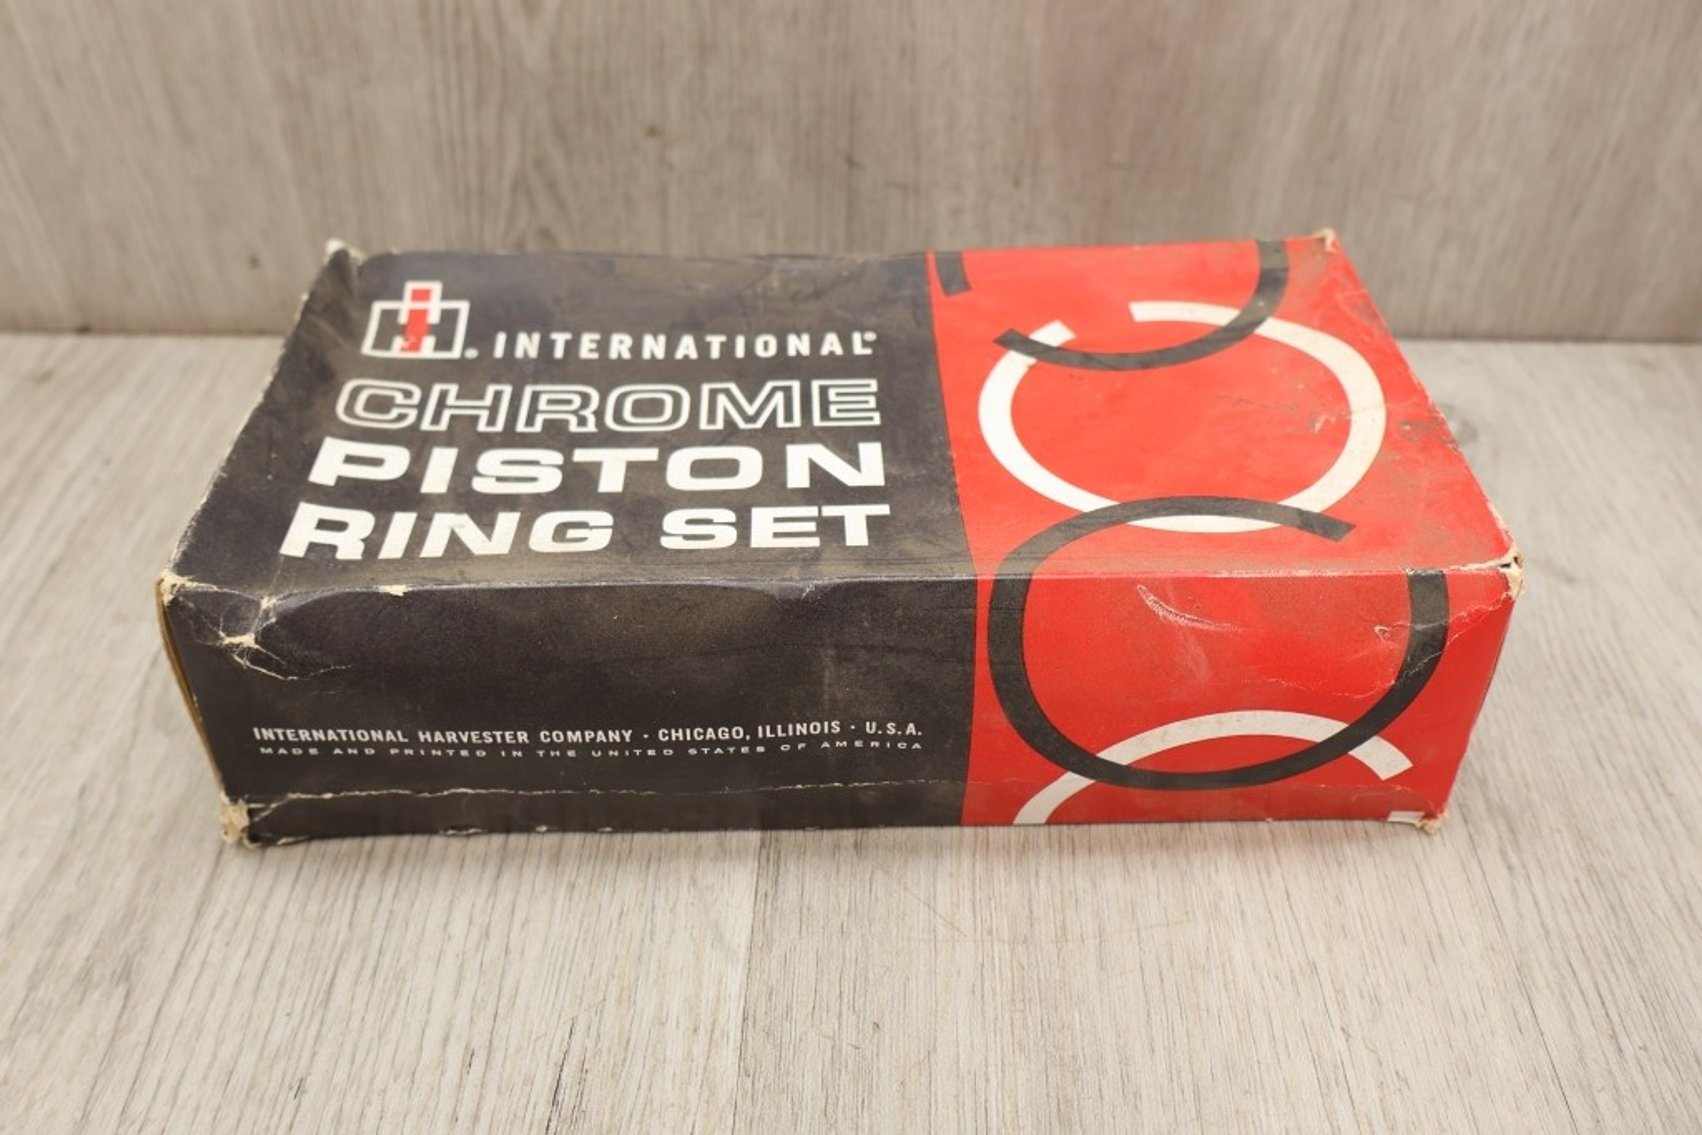 IH® INTERNATIONAL®
CHROME
PISTON
RING SET
INTERNATIONAL HARVESTER COMPANY · CHICAGO, ILLINOIS · U.S.A.
MADE AND PRINTED IN THE UNITED STATES OF AMERICA